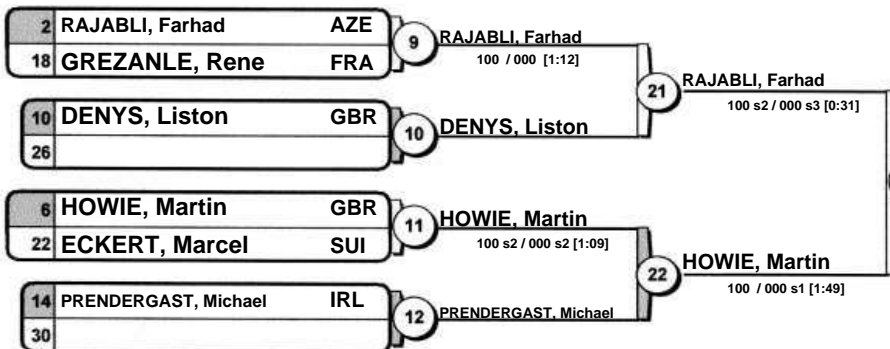 2 RAJABLI, Farhad AZE
18 GREZANLE, Rene FRA
9
RAJABLI, Farhad
100 / 000 [1:12]
10 DENYS, Liston GBR
26
10
DENYS, Liston
21
RAJABLI, Farhad
100 s2 / 000 s3 [0:31]
6 HOWIE, Martin GBR
22 ECKERT, Marcel SUI
11
HOWIE, Martin
100 s2 / 000 s2 [1:09]
14 PRENDERGAST, Michael IRL
30
12
PRENDERGAST, Michael
22
HOWIE, Martin
100 / 000 s1 [1:49]